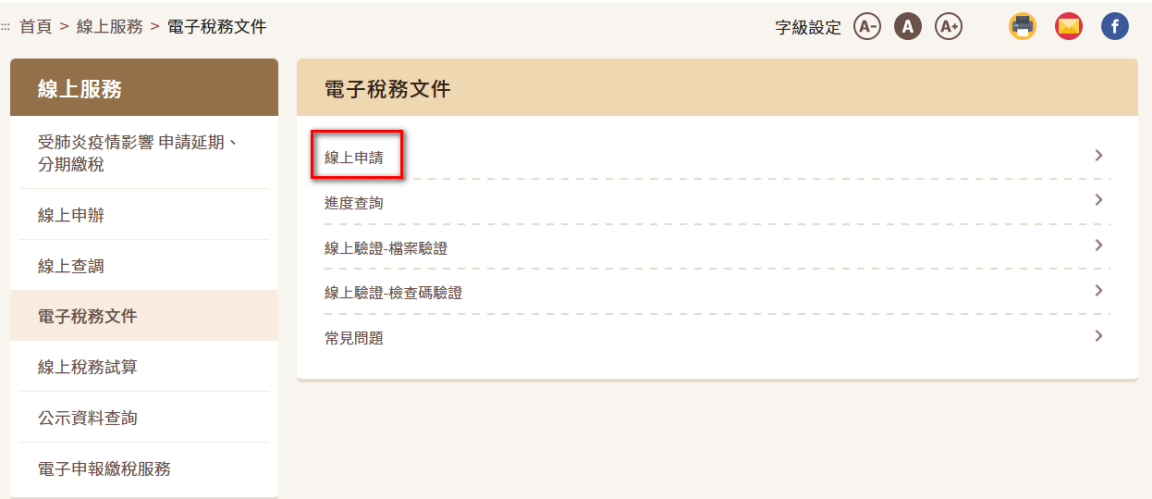 首頁 > 線上服務 > 電子稅務文件
字級設定 A- A A+ f
線上服務
受肺炎疫情影響 申請延期、
分期繳稅
線上申辦
線上查調
電子稅務文件
線上稅務試算
公示資料查詢
電子申報繳稅服務
電子稅務文件
線上申請
進度查詢
線上驗證-檔案驗證
線上驗證-檢查碼驗證
常見問題